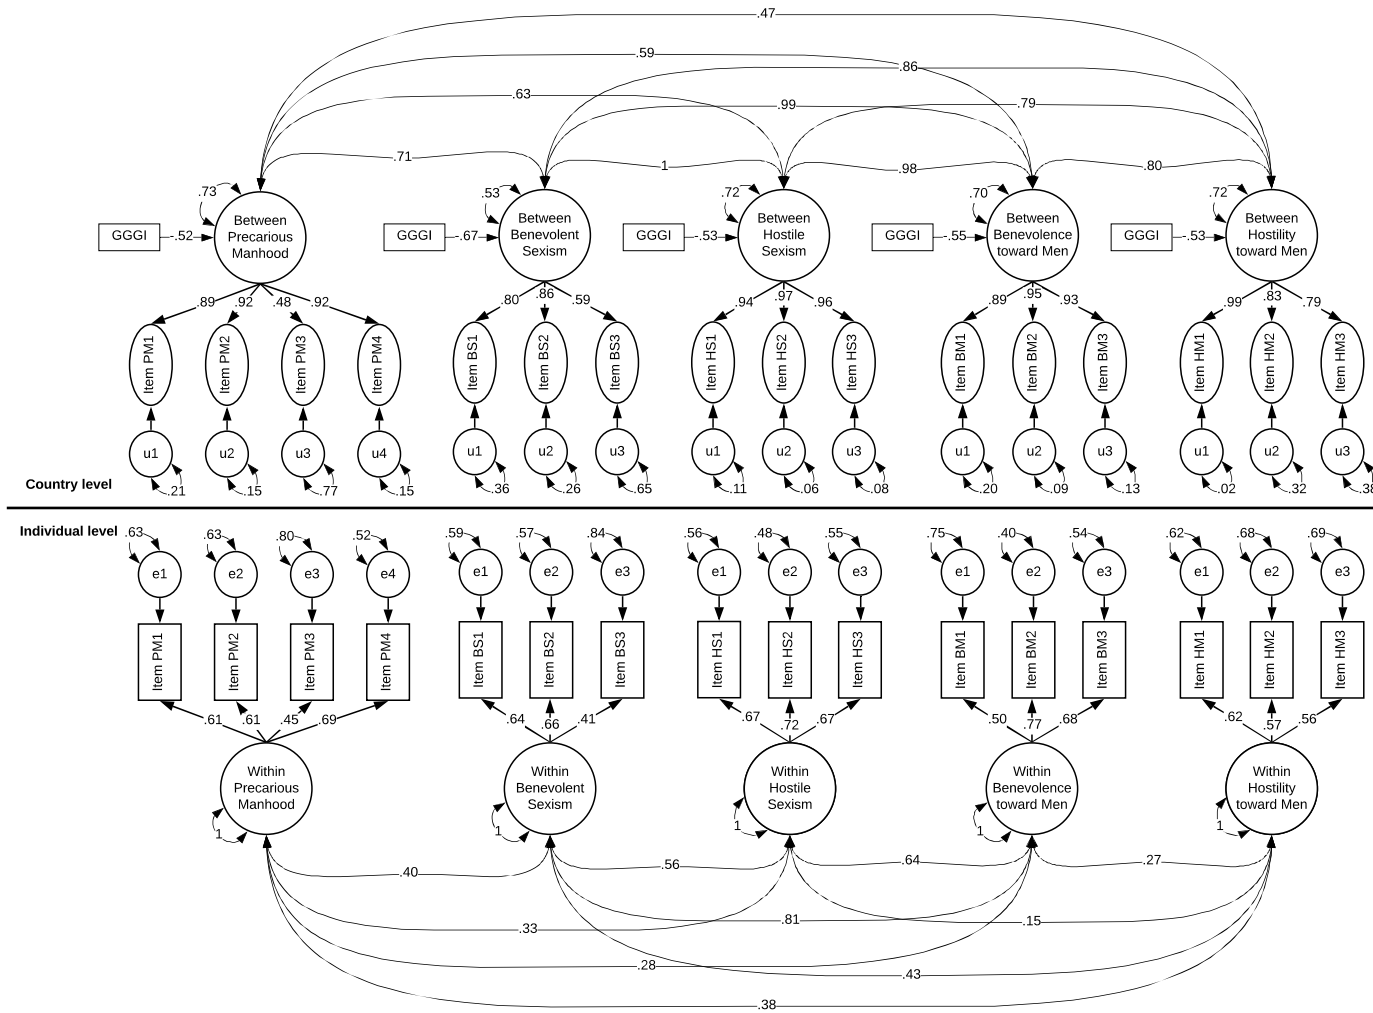 .47
.59
.86
.63
.99
.79
.71
1
.98
.80
.73
.53
.72
.70
.72
GGGI
-.52
Between
Precarious
Manhood
GGGI
-.67
Between
Benevolent
Sexism
GGGI
-.53
Between
Hostile
Sexism
GGGI
-.55
Between
Benevolence
toward Men
GGGI
-.53
Between
Hostility
toward Men
.89 .92 .48 .92
.80 .86 .59
.94 .97 .96
.89 .95 .93
.99 .83 .79
Item PM1 Item PM2 Item PM3 Item PM4
Item BS1 Item BS2 Item BS3
Item HS1 Item HS2 Item HS3
Item BM1 Item BM2 Item BM3
Item HM1 Item HM2 Item HM3
u1 u2 u3 u4
u1 u2 u3
u1 u2 u3
u1 u2 u3
u1 u2 u3
Country level
.21 .15 .77 .15
.36 .26 .65
.11 .06 .08
.20 .09 .13
.02 .32 .38
Individual level
.63 .63 .80 .52
.59 .57 .84
.56 .48 .55
.75 .40 .54
.62 .68 .69
e1 e2 e3 e4
e1 e2 e3
e1 e2 e3
e1 e2 e3
e1 e2 e3
Item PM1 Item PM2 Item PM3 Item PM4
Item BS1 Item BS2 Item BS3
Item HS1 Item HS2 Item HS3
Item BM1 Item BM2 Item BM3
Item HM1 Item HM2 Item HM3
.61 .61 .45 .69
.64 .66 .41
.67 .72 .67
.50 .77 .68
.62 .57 .56
Within
Precarious
Manhood
Within
Benevolent
Sexism
Within
Hostile
Sexism
Within
Benevolence
toward Men
Within
Hostility
toward Men
1
1
1
1
1
.40
.56
.64
.27
.33
.81
.15
.28
.43
.38